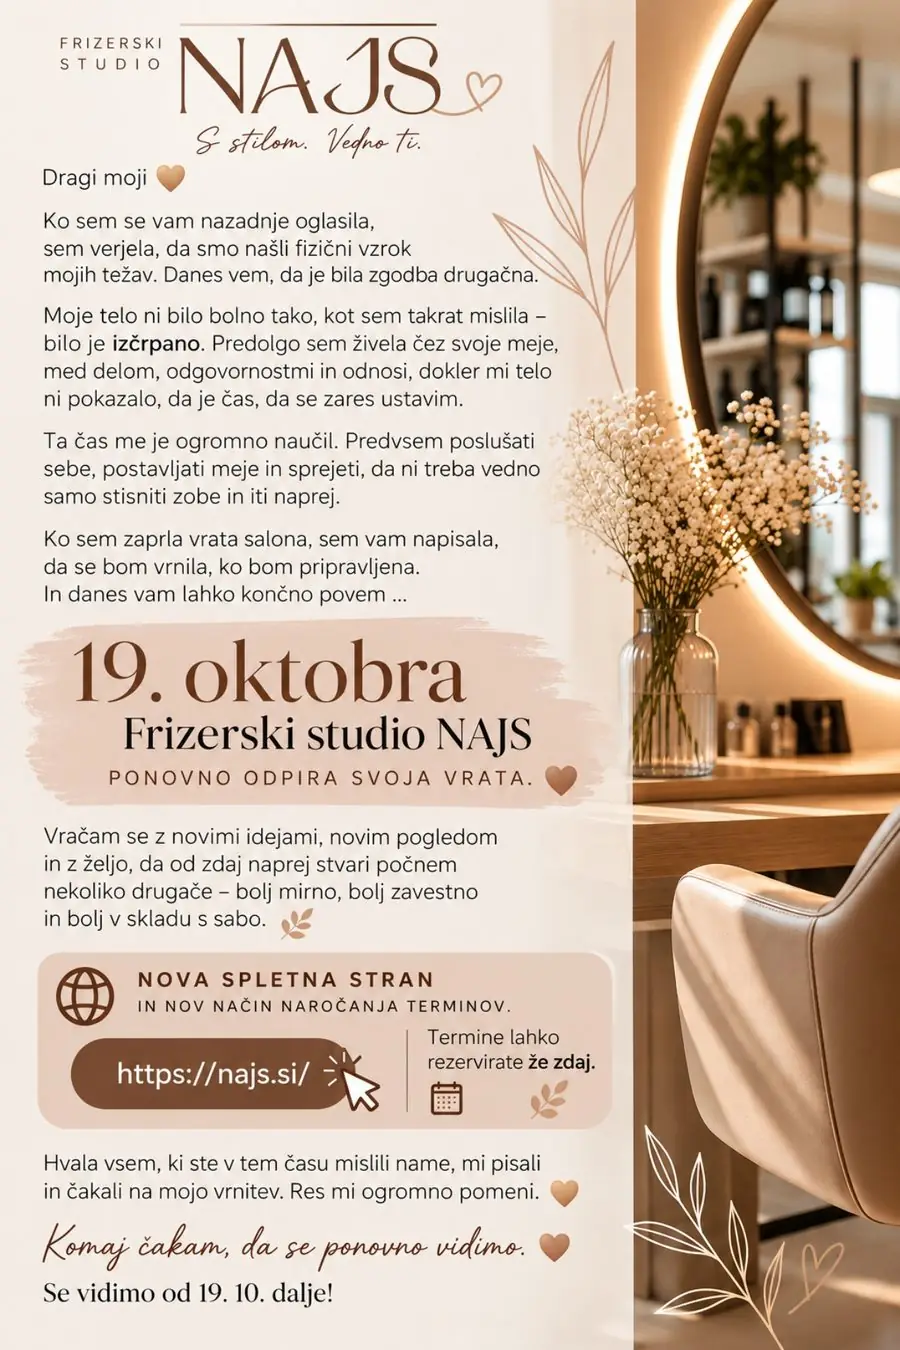 FRIZERSKI
STUDIO
NAJS
S stilom. Vedno ti.
Dragi moji
Ko sem se vam nazadnje oglasila,
sem verjela, da smo našli fizični vzrok
mojih težav. Danes vem, da je bila zgodba drugačna.
Moje telo ni bilo bolno tako, kot sem takrat mislila –
bilo je izčrpano. Predolgo sem živela čez svoje meje,
med delom, odgovornostmi in odnosi, dokler mi telo
ni pokazalo, da je čas, da se zares ustavim.
Ta čas me je ogromno naučil. Predvsem poslušati
sebe, postavljati meje in sprejeti, da ni treba vedno
samo stisniti zobe in iti naprej.
Ko sem zaprla vrata salona, sem vam napisala,
da se bom vrnila, ko bom pripravljena.
In danes vam lahko končno povem ...
19. oktobra
Frizerski studio NAJS
PONOVNO ODPIRA SVOJA VRATA.
Vračam se z novimi idejami, novim pogledom
in z željo, da od zdaj naprej stvari počnem
nekoliko drugače – bolj mirno, bolj zavestno
in bolj v skladu s sabo.
NOVA SPLETNA STRAN
IN NOV NAČIN NAROČANJA TERMINOV.
https://najs.si/
Termine lahko
rezervirate že zdaj.
Hvala vsem, ki ste v tem času mislili name, mi pisali
in čakali na mojo vrnitev. Res mi ogromno pomeni.
Komaj čakam, da se ponovno vidimo.
Se vidimo od 19. 10. dalje!